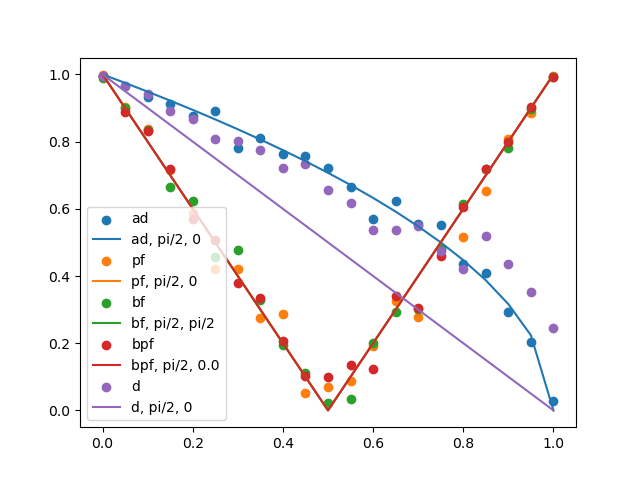 1.0
0.8
0.6
0.4
0.2
0.0
ad
ad, pi/2, 0
pf
pf, pi/2, 0
bf
bf, pi/2, pi/2
bpf
bpf, pi/2, 0.0
d
d, pi/2, 0
0.0 0.2 0.4 0.6 0.8 1.0